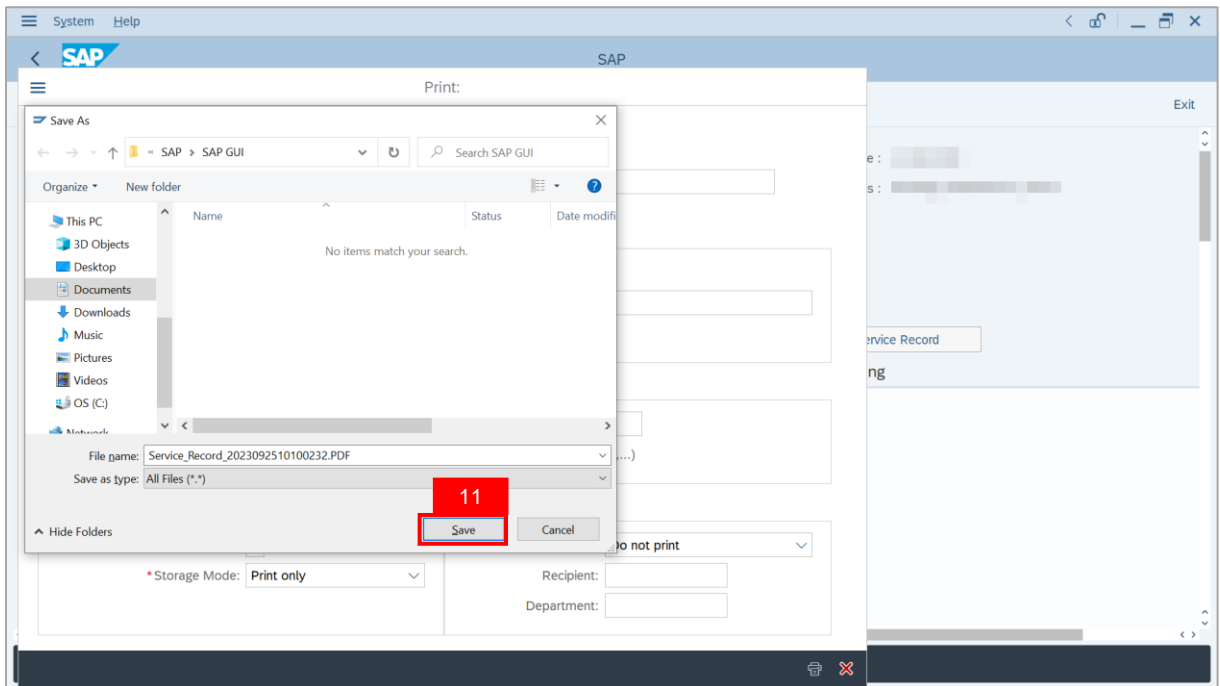 System Help
SAP
SAP
Print:
Exit
Save As
« SAP > SAP GUI
Search SAP GUI
e :
s :
Organize
New folder
This PC
Name
Status
Date modifi
3D Objects
No items match your search.
Desktop
Documents
Downloads
Music
ervice Record
Pictures
ng
Videos
OS (C:)
Network
,...)
File name: Service_Record_2023092510100232.PDF
Save as type: All Files (*.*)
11
Hide Folders
Save
Cancel
Do not print
*Storage Mode: Print only
Recipient:
Department: